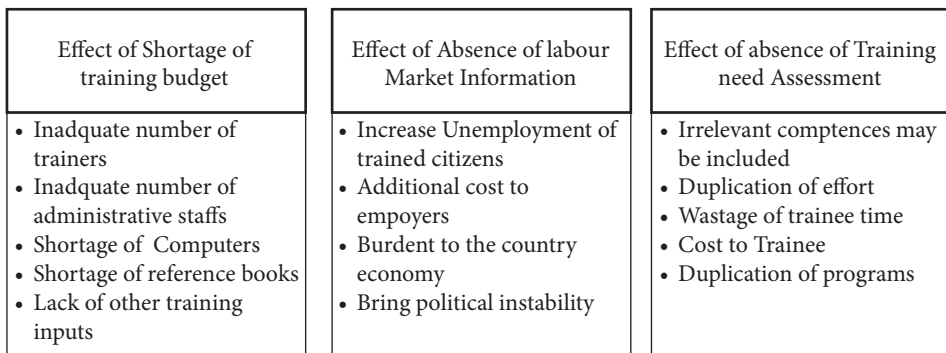 Effect of Shortage of
training budget
• Inadquate number of
trainers
• Inadquate number of
administrative staffs
• Shortage of Computers
• Shortage of reference books
• Lack of other training
inputs
Effect of Absence of labour
Market Information
• Increase Unemployment of
trained citizens
• Additional cost to
empoyers
• Burdent to the country
economy
• Bring political instability
Effect of absence of Training
need Assessment
• Irrelevant comptences may
be included
• Duplication of effort
• Wastage of trainee time
• Cost to Trainee
• Duplication of programs